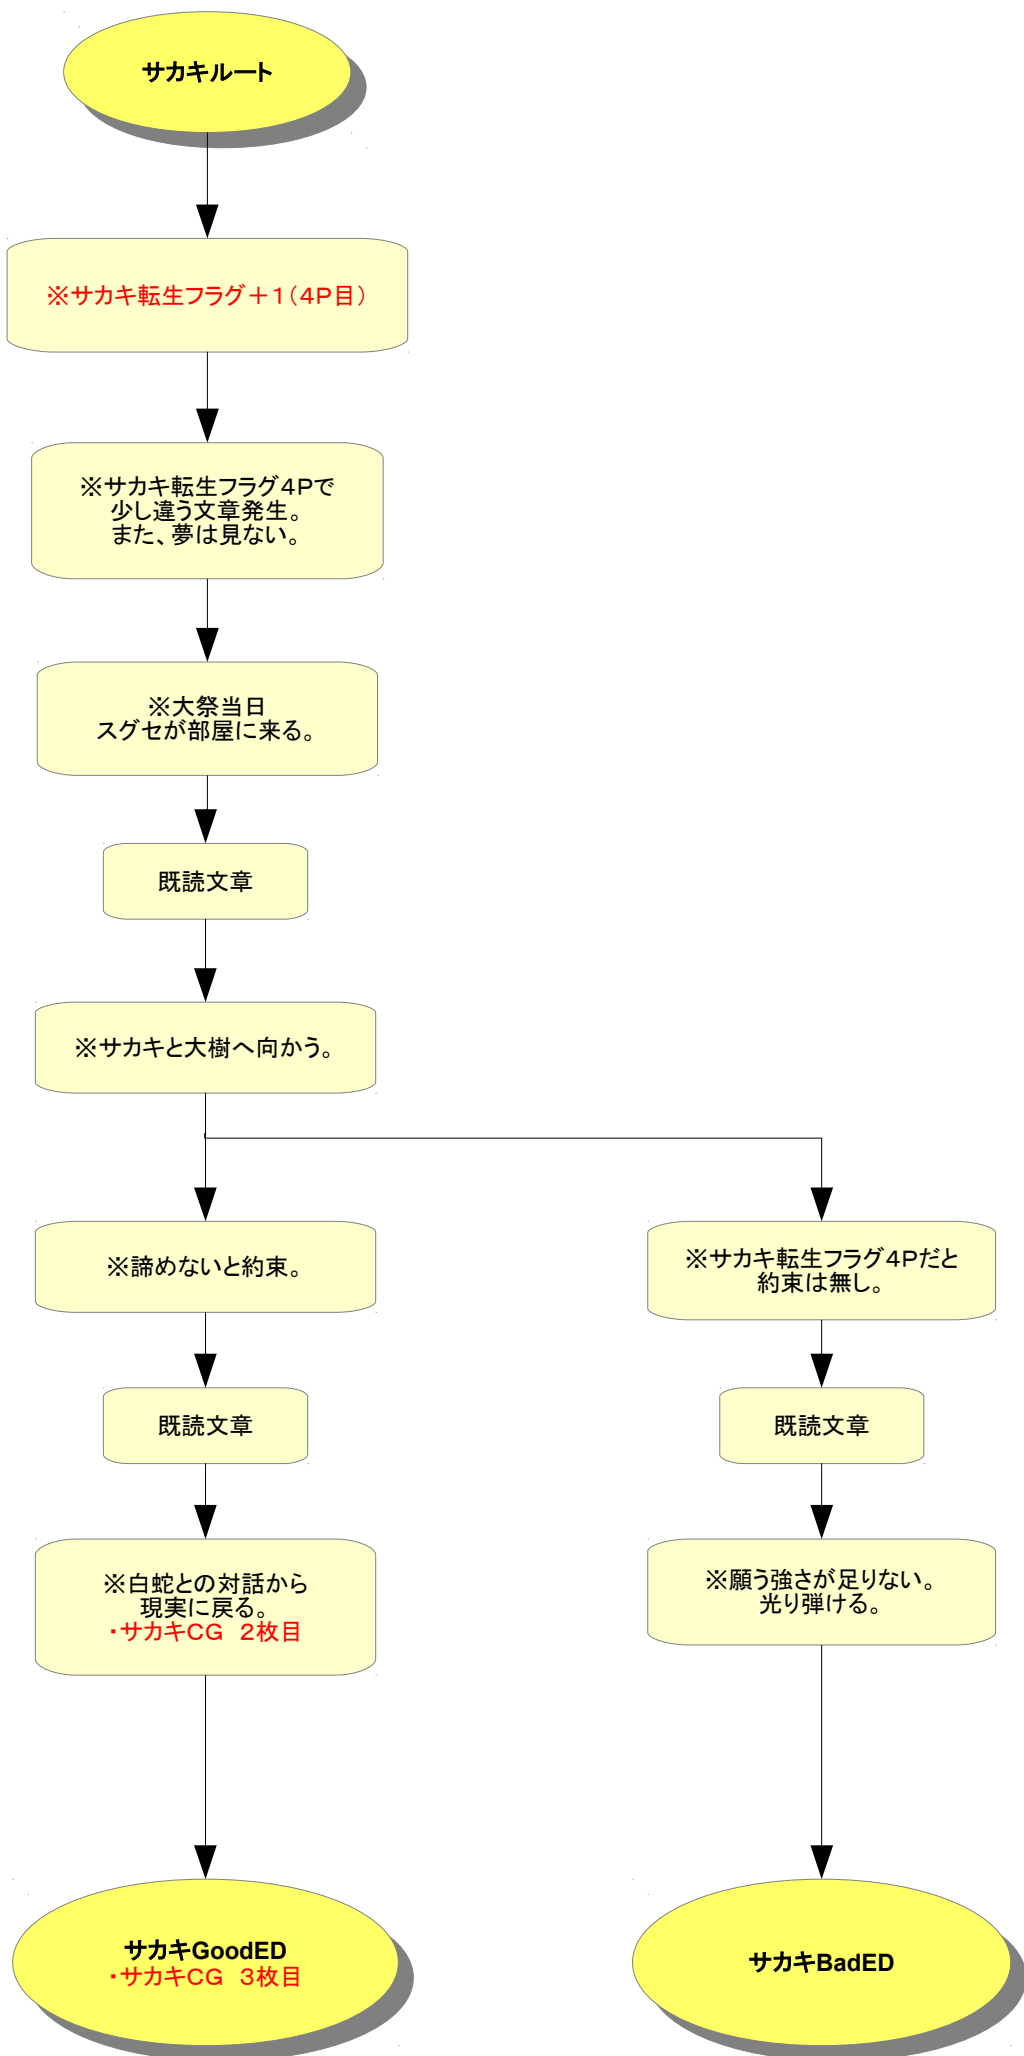 サカキルート
※サカキ転生フラグ＋１（４Ｐ目）
※サカキ転生フラグ４Ｐで
少し違う文章発生。
また、夢は見ない。
※大祭当日
スグセが部屋に来る。
既読文章
※サカキと大樹へ向かう。
※諦めないと約束。
既読文章
※白蛇との対話から
現実に戻る。
・サカキＣＧ　２枚目
サカキGoodED
・サカキＣＧ　３枚目
※サカキ転生フラグ４Ｐだと
約束は無し。
既読文章
※願う強さが足りない。
光り弾ける。
サカキBadED